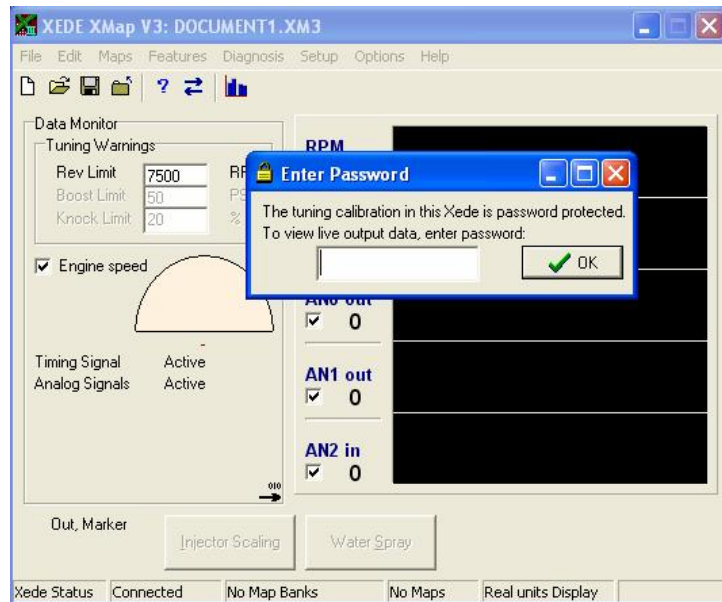 XEDE XMap V3: DOCUMENT1.XM3
File Edit Maps Features Diagnosis Setup Options Help
Data Monitor
Tuning Warnings
Rev Limit 7500
Boost Limit 50
Knock Limit 20 %
RPM
Enter Password
The tuning calibration in this Xede is password protected.
To view live output data, enter password:
OK
Engine speed
Timing Signal Active
Analog Signals Active
0
AN1 out
0
AN2 in
0
010
Out, Marker
Injector Scaling
Water Spray
Xede Status Connected No Map Banks No Maps Real units Display